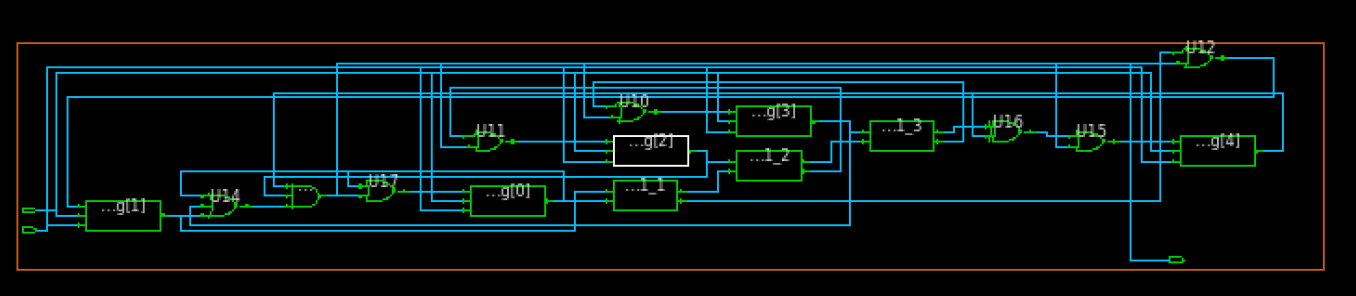 U12
U10
...g[3]
U11
...1_3
U16
U15
...g[2]
...1_2
...g[4]
U17
...1_1
U14
...
...g[0]
...g[1]